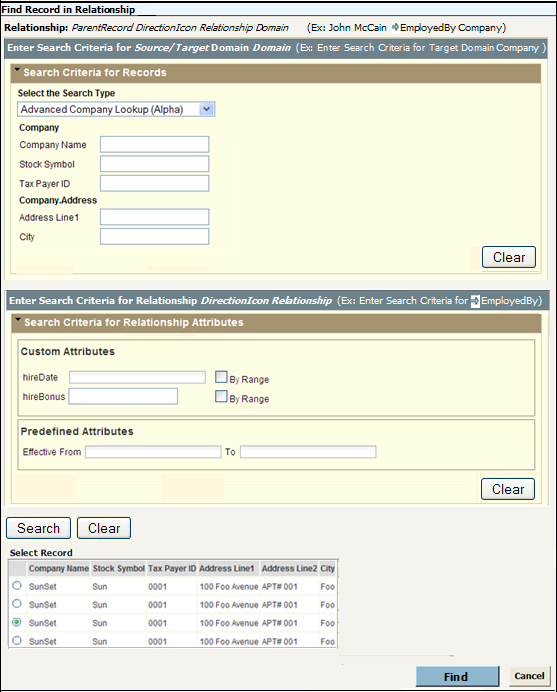 Find Record in Relationship
Relationship: ParentRecord DirectionIcon Relationship Domain (Ex: John McCain EmployedBy Company)
Enter Search Criteria for Source/Target Domain Domain (Ex: Enter Search Criteria for Target Domain Company )
Search Criteria for Records
Select the Search Type
Advanced Company Lookup (Alpha)
Company
Company Name
Stock Symbol
Tax Payer ID
Company.Address
Address Line1
City
Clear
Enter Search Criteria for Relationship DirectionIcon Relationship (Ex: Enter Search Criteria for EmployedBy)
Search Criteria for Relationship Attributes
Custom Attributes
hireDate By Range
hireBonus By Range
Predefined Attributes
Effective From To
Clear
Search Clear
Select Record
Company Name Stock Symbol Tax Payer ID Address Line1 Address Line2 City
SunSet Sun 0001 100 Foo Avenue APT# 001 Foo
SunSet Sun 0001 100 Foo Avenue APT# 001 Foo
SunSet Sun 0001 100 Foo Avenue APT# 001 Foo
SunSet Sun 0001 100 Foo Avenue APT# 001 Foo
Find Cancel